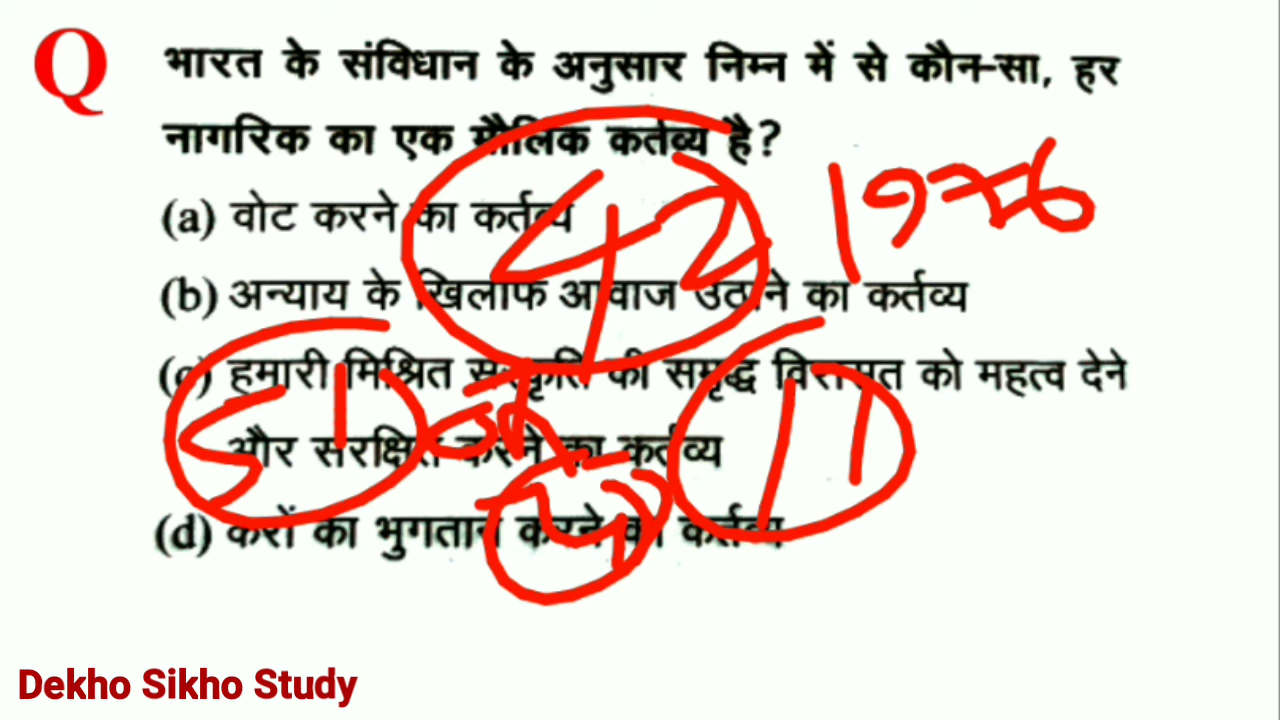 Q भारत के संविधान के अनुसार निम्न में से कौन-सा, हर
नागरिक का एक मौलिक कर्तव्य है?
(a) वोट करने का कर्तव्य
42
1976
(b) अन्याय के खिलाफ आवाज उठाने का कर्तव्य
(c) हमारी मिश्रित संस्कृति की समृद्ध विरासत को महत्व देने
और संरक्षित करने का कर्तव्य
51
11
(d) करों का भुगतान करने का कर्तव्य
Dekho Sikho Study